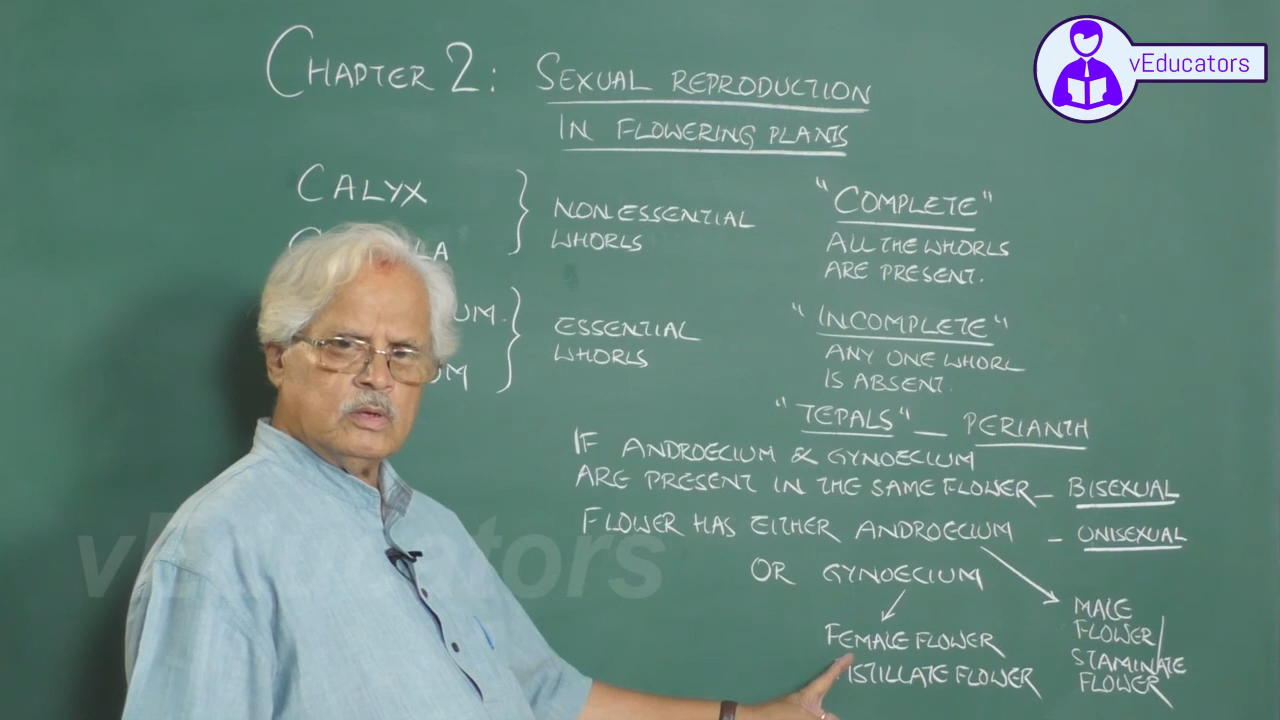 CHAPTER 2: SEXUAL REPRODUCTION
IN FLOWERING PLANTS
vEducators
CALYX
NON ESSENTIAL
WHORLS
ESSENTIAL
WHORLS
"COMPLETE"
ALL THE WHORLS
ARE PRESENT.
"INCOMPLETE"
ANY ONE WHORL
IS ABSENT.
"TEPALS" — PERIANTH
IF ANDROECIUM & GYNOECIUM
ARE PRESENT IN THE SAME FLOWER — BISEXUAL
FLOWER HAS EITHER ANDROECIUM — UNISEXUAL
OR GYNOECIUM
FEMALE FLOWER
FLOWER
MALE
FLOWER/
STAMINATE
FLOWER
vEducators